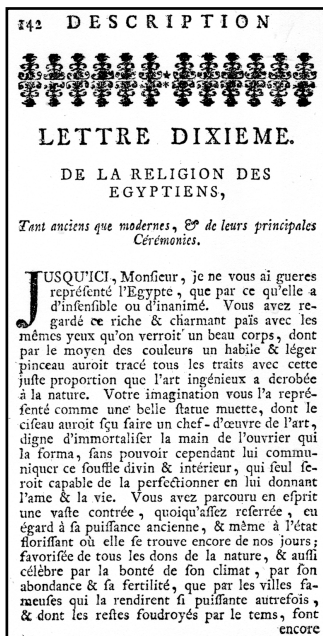 142 DESCRIPTION
LETTRE DIXIEME.
DE LA RELIGION DES
EGYPTIENS,
Tant anciens que modernes, & de leurs principales
Cérémonies.
JUSQU'ICI, Monſieur, je ne vous ai gueres
repréſenté l'Egypte, que par ce qu'elle a
d'inſenſible ou d'inanimé. Vous avez re-
gardé ce riche & charmant païs avec les
mêmes yeux qu'on verroit un beau corps, dont
par le moyen des couleurs un habile & léger
pinceau auroit tracé tous les traits avec cette
juſte proportion que l'art ingénieux a derobée
à la nature. Votre imagination vous l'a repré-
ſenté comme une belle ſtatue muette, dont le
ciſeau auroit ſçu faire un chef-d'œuvre de l'art,
digne d'immortaliſer la main de l'ouvrier qui
la forma, ſans pouvoir cependant lui commu-
niquer ce ſouffle divin & intérieur, qui ſeul ſe-
roit capable de la perfectionner en lui donnant
l'ame & la vie. Vous avez parcouru en eſprit
une vaſte contrée, quoiqu'aſſez reſerrée, eu
égard à ſa puiſſance ancienne, & même à l'état
floriſſant où elle ſe trouve encore de nos jours;
favoriſée de tous les dons de la nature, & auſſi
célèbre par la bonté de ſon climat, par ſon
abondance & ſa fertilité, que par les villes fa-
meuſes qui la rendirent ſi puiſſante autrefois,
& dont les reſtes foudroyés par le tems, font
encore